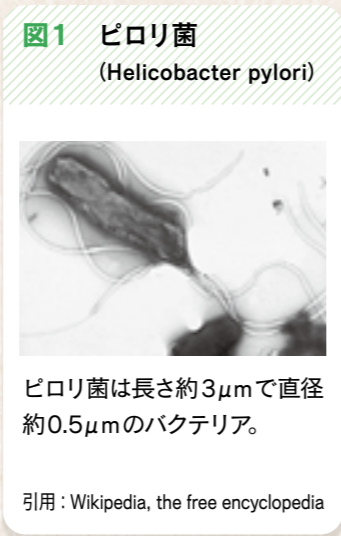 図1 ピロリ菌
(Helicobacter pylori)
ピロリ菌は長さ約3μmで直径
約0.5μmのバクテリア。
引用：Wikipedia, the free encyclopedia